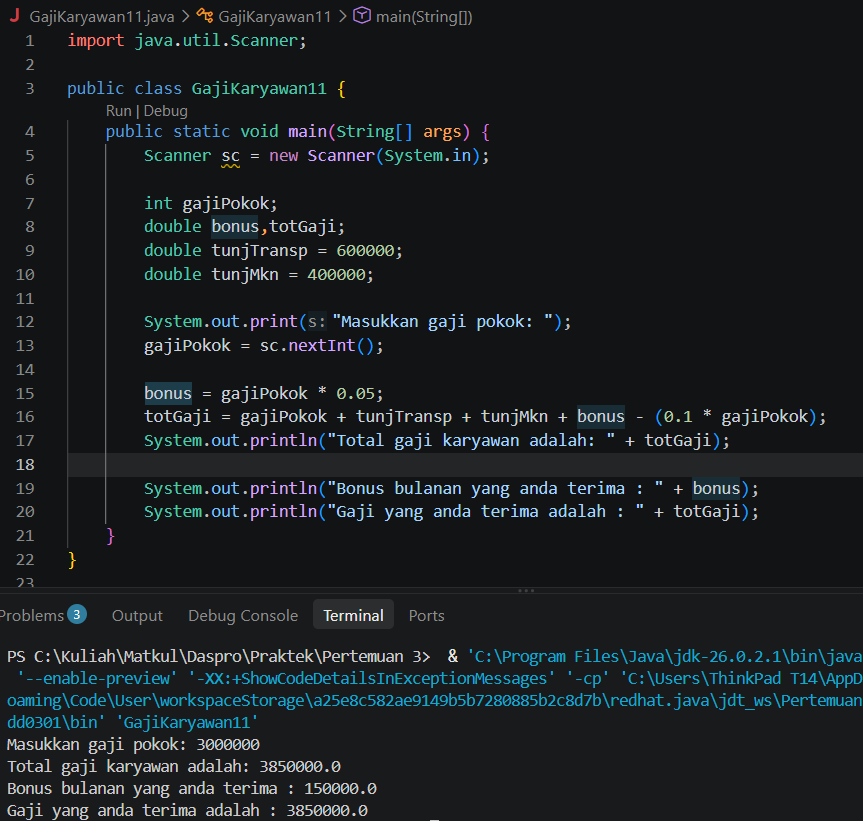 GajiKaryawan11.java > GajiKaryawan11 > main(String[])
1 import java.util.Scanner;
2
3 public class GajiKaryawan11 {
Run | Debug
4 public static void main(String[] args) {
5 Scanner sc = new Scanner(System.in);
6
7 int gajiPokok;
8 double bonus,totGaji;
9 double tunjTransp = 600000;
10 double tunjMkn = 400000;
11
12 System.out.print(s: "Masukkan gaji pokok: ");
13 gajiPokok = sc.nextInt();
14
15 bonus = gajiPokok * 0.05;
16 totGaji = gajiPokok + tunjTransp + tunjMkn + bonus - (0.1 * gajiPokok);
17 System.out.println("Total gaji karyawan adalah: " + totGaji);
18
19 System.out.println("Bonus bulanan yang anda terima : " + bonus);
20 System.out.println("Gaji yang anda terima adalah : " + totGaji);
21 }
22 }
23
Problems 3 Output Debug Console Terminal Ports
PS C:\Kuliah\Matkul\Daspro\Praktek\Pertemuan 3> & 'C:\Program Files\Java\jdk-26.0.2.1\bin\java
'--enable-preview' '-XX:+ShowCodeDetailsInExceptionMessages' '-cp' 'C:\Users\ThinkPad T14\AppD
oaming\Code\User\workspaceStorage\a25e8c582ae9149b5b7280885b2c8d7b\redhat.java\jdt_ws\Pertemuan
dd0301\bin' 'GajiKaryawan11'
Masukkan gaji pokok: 3000000
Total gaji karyawan adalah: 3850000.0
Bonus bulanan yang anda terima : 150000.0
Gaji yang anda terima adalah : 3850000.0